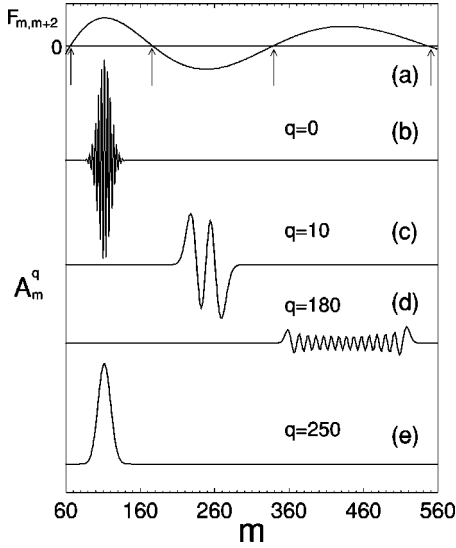 F_{m,m+2}
0
(a)
q=0 (b)
q=10 (c)
A_m^q
q=180 (d)
q=250 (e)
60 160 260 360 460 560
m